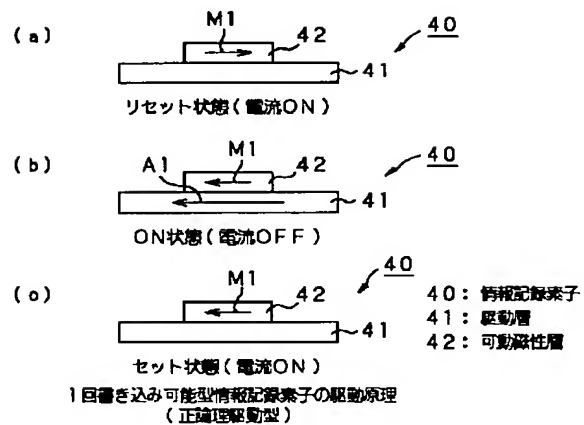 (a)
M1
42
40
41
リセット状態(電流ON)
(b)
A1
M1
42
40
41
ON状態(電流OFF)
(c)
M1
42
40
41
セット状態(電流ON)
40:情報記録素子
41:駆動層
42:可動磁性層
1回書き込み可能型情報記録素子の駆動原理
(正論理駆動型)